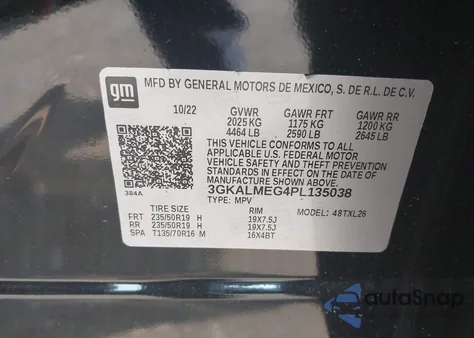 gm
MFD BY GENERAL MOTORS DE MEXICO, S. DE R.L. DE C.V.
10/22 GVWR GAWR FRT GAWR RR
2025 KG 1175 KG 1200 KG
4464 LB 2590 LB 2645 LB
THIS VEHICLE CONFORMS TO ALL
APPLICABLE U.S. FEDERAL MOTOR
VEHICLE SAFETY AND THEFT
PREVENTION STANDARDS IN
EFFECT ON THE DATE OF
MANUFACTURE SHOWN ABOVE.
384A
3GKALMEG4PL135038
TYPE: MPV
TIRE SIZE RIM MODEL: 48TXL26
FRT 235/50R19 H 19X7.5J
RR 235/50R19 H 19X7.5J
SPA T135/70R16 M 16X4BT
autoSnap